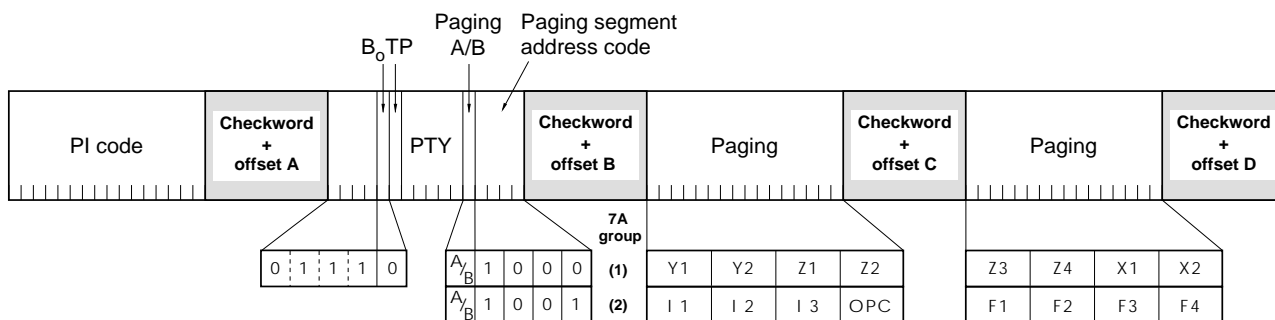 Paging Paging segment
B₀TP A/B address code
PI code
Checkword
+
offset A
PTY
Checkword
+
offset B
Paging
Checkword
+
offset C
Paging
Checkword
+
offset D
7A
group
0 1 1 1 0 A/B 1 0 0 0 (1) Y1 Y2 Z1 Z2 Z3 Z4 X1 X2
A/B 1 0 0 1 (2) I1 I2 I3 OPC F1 F2 F3 F4